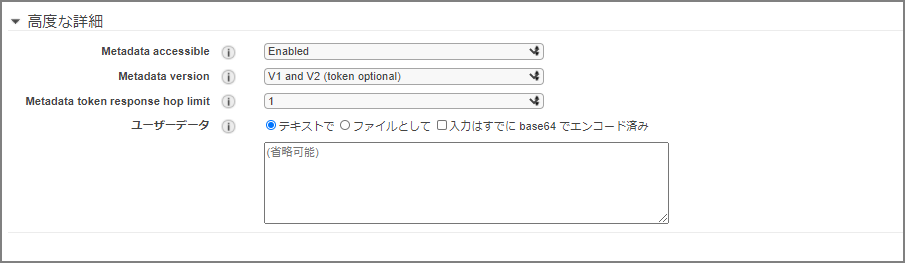 高度な詳細
Metadata accessible Enabled
Metadata version V1 and V2 (token optional)
Metadata token response hop limit 1
ユーザーデータ テキストで ファイルとして 入力はすでに base64 でエンコード済み
(省略可能)